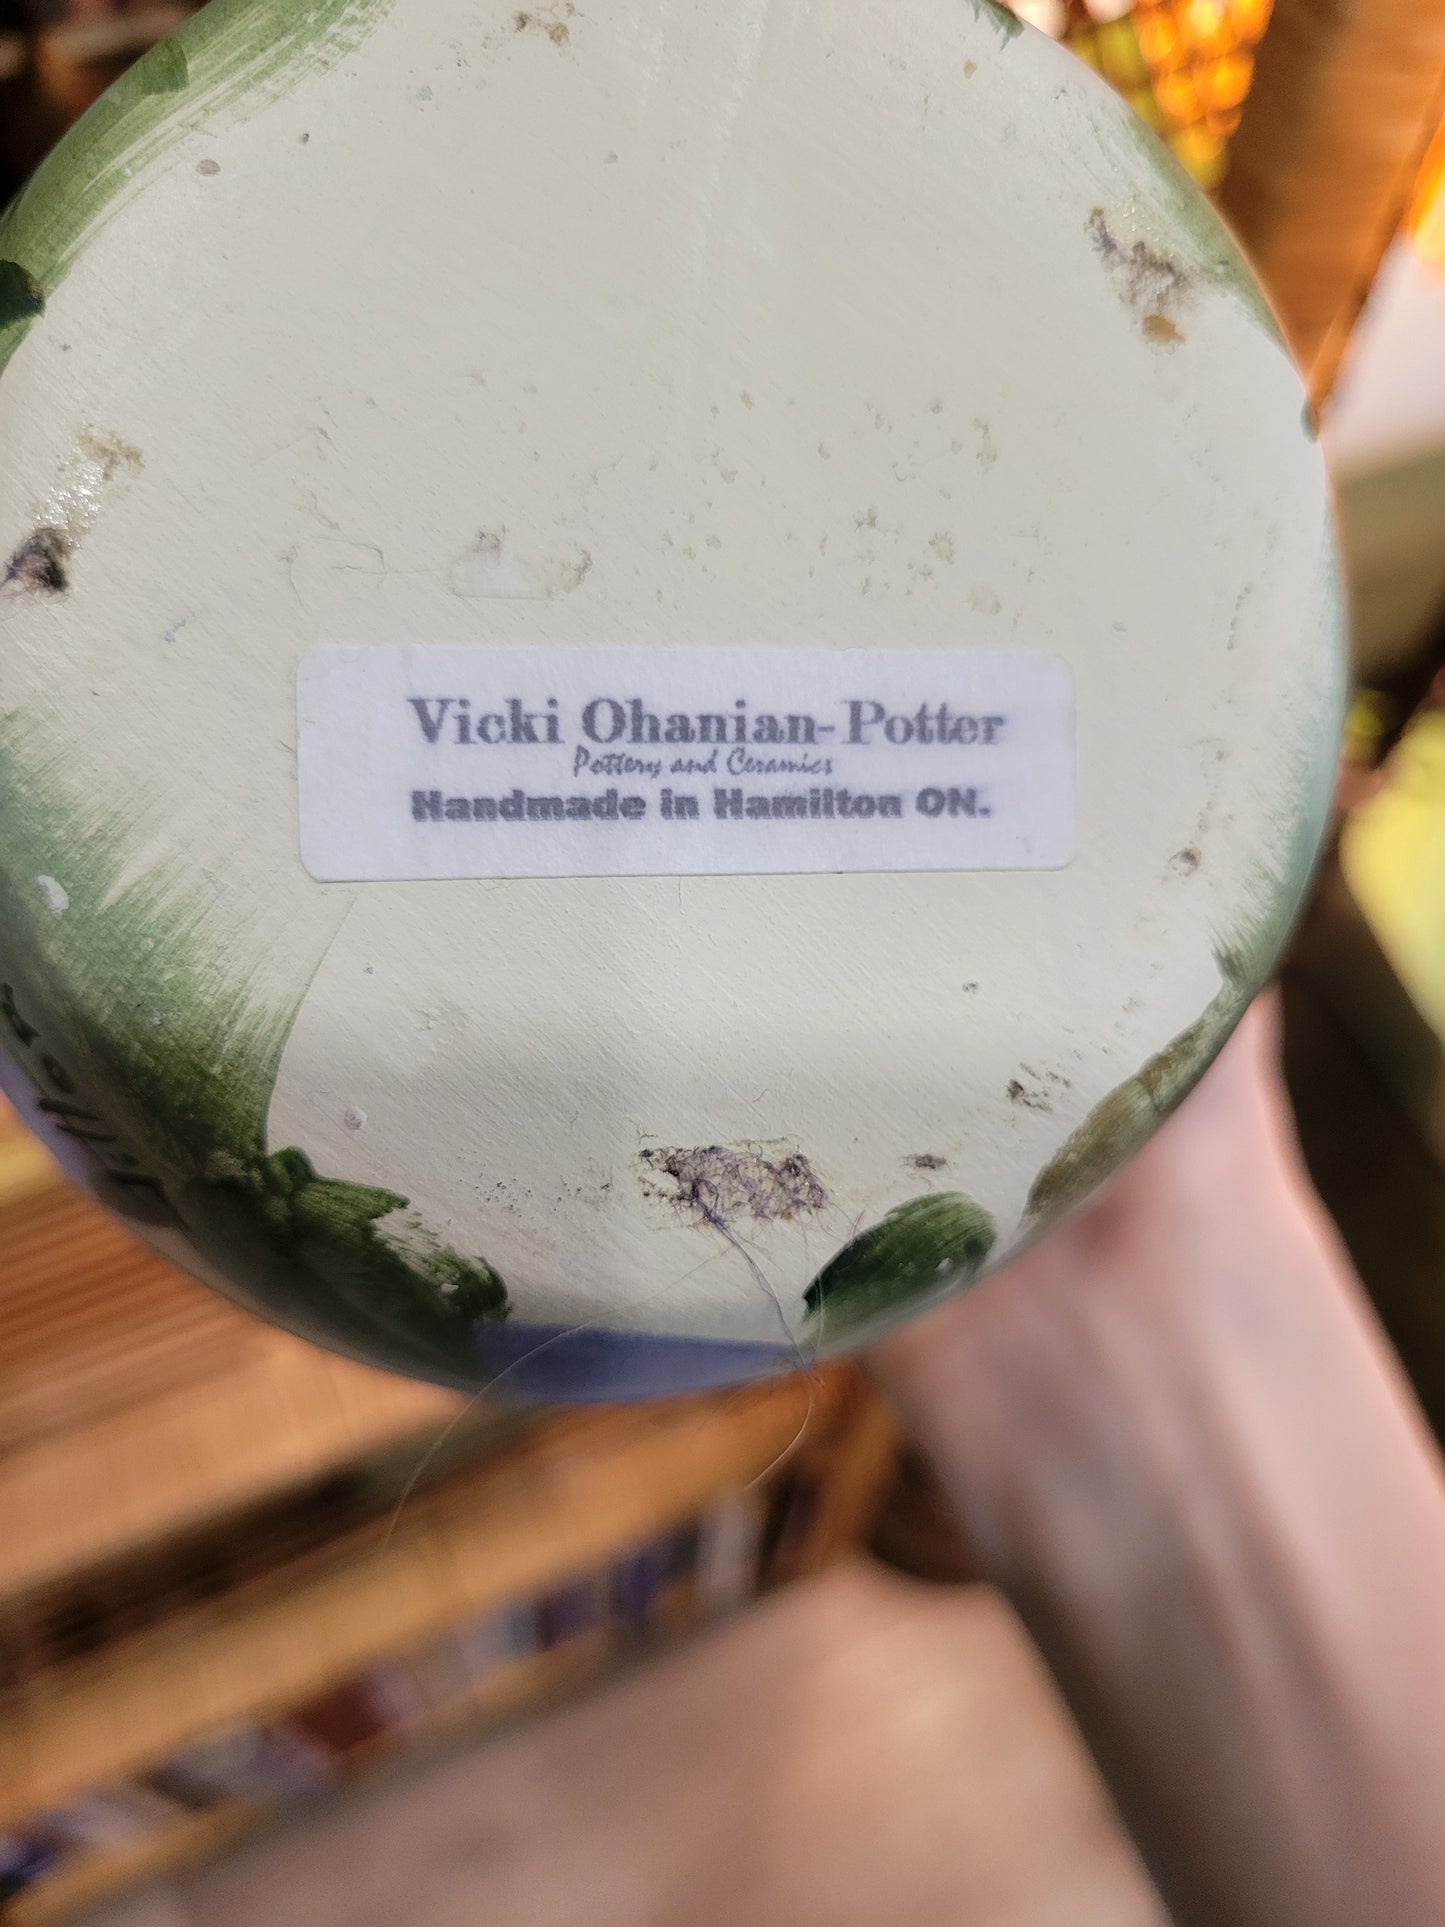 Vicki Ohanian-Potter
Pottery and Ceramics
Handmade in Hamilton ON.